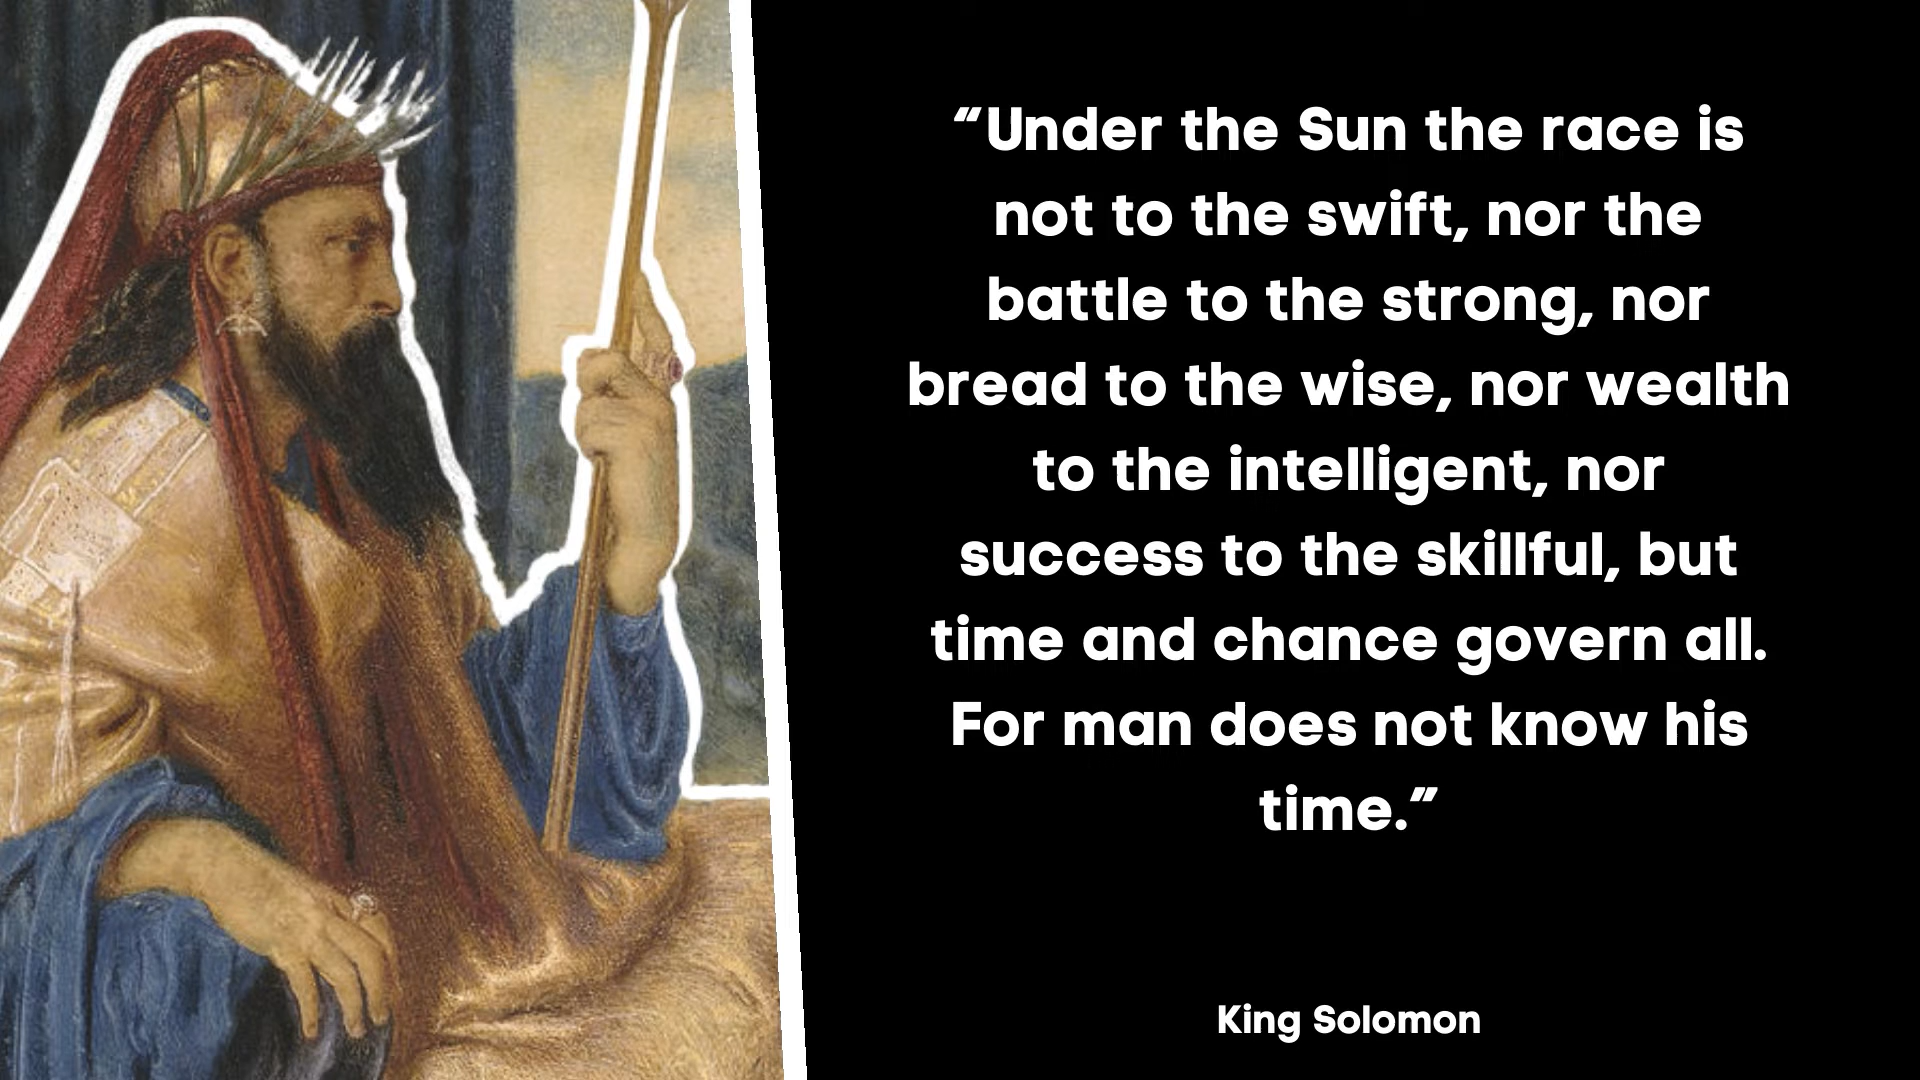 “Under the Sun the race is
not to the swift, nor the
battle to the strong, nor
bread to the wise, nor wealth
to the intelligent, nor
success to the skillful, but
time and chance govern all.
For man does not know his
time.”
King Solomon